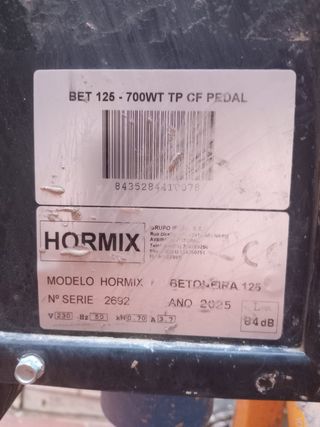 BET 125 - 700WT TP CF PEDAL
HORMIX
GRUPO
MODELO HORMIX
BETONEIRA 125
Nº SERIE 2692
ANO 2025
V 230 Hz 50 kW 0.70 A 3.7
84dB
CE